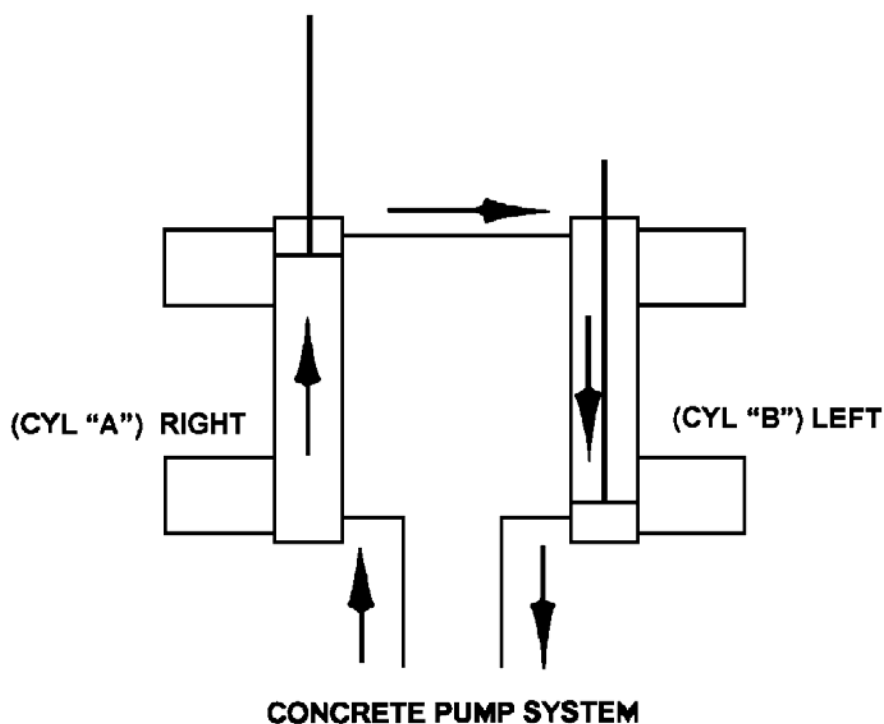 (CYL “A”) RIGHT
(CYL “B”) LEFT
CONCRETE PUMP SYSTEM